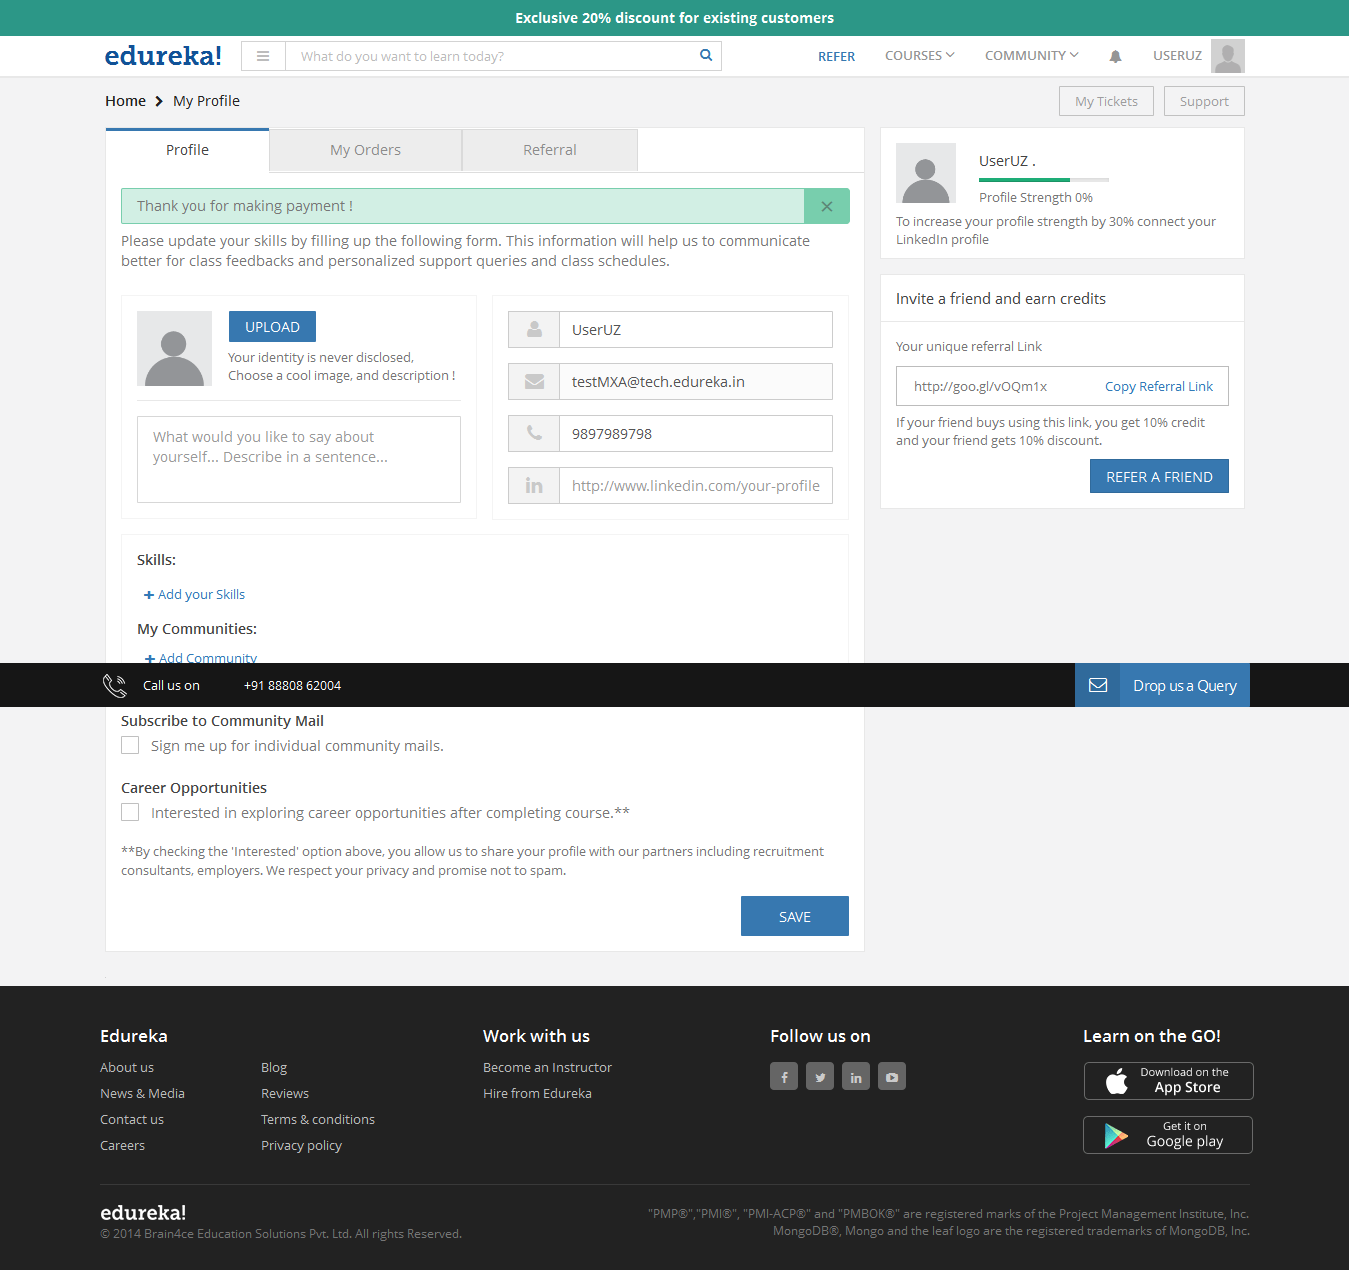 Exclusive 20% discount for existing customers
edureka!
What do you want to learn today?
REFER
COURSES
COMMUNITY
USERUZ
Home
My Profile
My Tickets
Support
Profile
My Orders
Referral
Thank you for making payment !
Please update your skills by filling up the following form. This information will help us to communicate
better for class feedbacks and personalized support queries and class schedules.
UPLOAD
Your identity is never disclosed,
Choose a cool image, and description !
What would you like to say about
yourself... Describe in a sentence...
UserUZ
testMXA@tech.edureka.in
9897989798
http://www.linkedin.com/your-profile
Skills:
Add your Skills
My Communities:
Add Community
UserUZ .
Profile Strength 0%
To increase your profile strength by 30% connect your
LinkedIn profile
Invite a friend and earn credits
Your unique referral Link
http://goo.gl/vOQm1x
Copy Referral Link
If your friend buys using this link, you get 10% credit
and your friend gets 10% discount.
REFER A FRIEND
Call us on
+91 88808 62004
Drop us a Query
Subscribe to Community Mail
Sign me up for individual community mails.
Career Opportunities
Interested in exploring career opportunities after completing course.**
**By checking the 'Interested' option above, you allow us to share your profile with our partners including recruitment
consultants, employers. We respect your privacy and promise not to spam.
SAVE
Edureka
About us
News & Media
Contact us
Careers
Blog
Reviews
Terms & conditions
Privacy policy
Work with us
Become an Instructor
Hire from Edureka
Follow us on
Learn on the GO!
Download on the
App Store
Get it on
Google play
edureka!
© 2014 Brain4ce Education Solutions Pvt. Ltd. All rights Reserved.
"PMP®","PMI®", "PMI-ACP®" and "PMBOK®" are registered marks of the Project Management Institute, Inc.
MongoDB®, Mongo and the leaf logo are the registered trademarks of MongoDB, Inc.